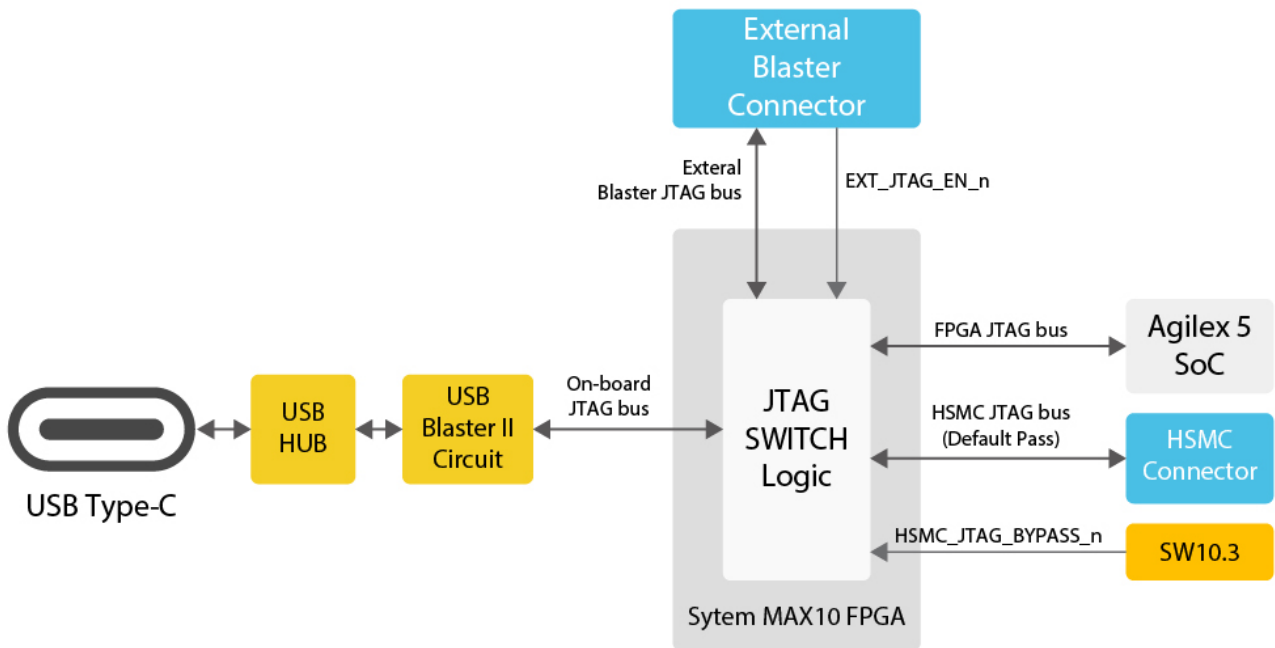 External
Blaster
Connector
Exteral
Blaster JTAG bus
EXT_JTAG_EN_n
USB Type-C
USB
HUB
USB
Blaster II
Circuit
On-board
JTAG bus
JTAG
SWITCH
Logic
Sytem MAX10 FPGA
FPGA JTAG bus
Agilex 5
SoC
HSMC JTAG bus
(Default Pass)
HSMC
Connector
HSMC_JTAG_BYPASS_n
SW10.3